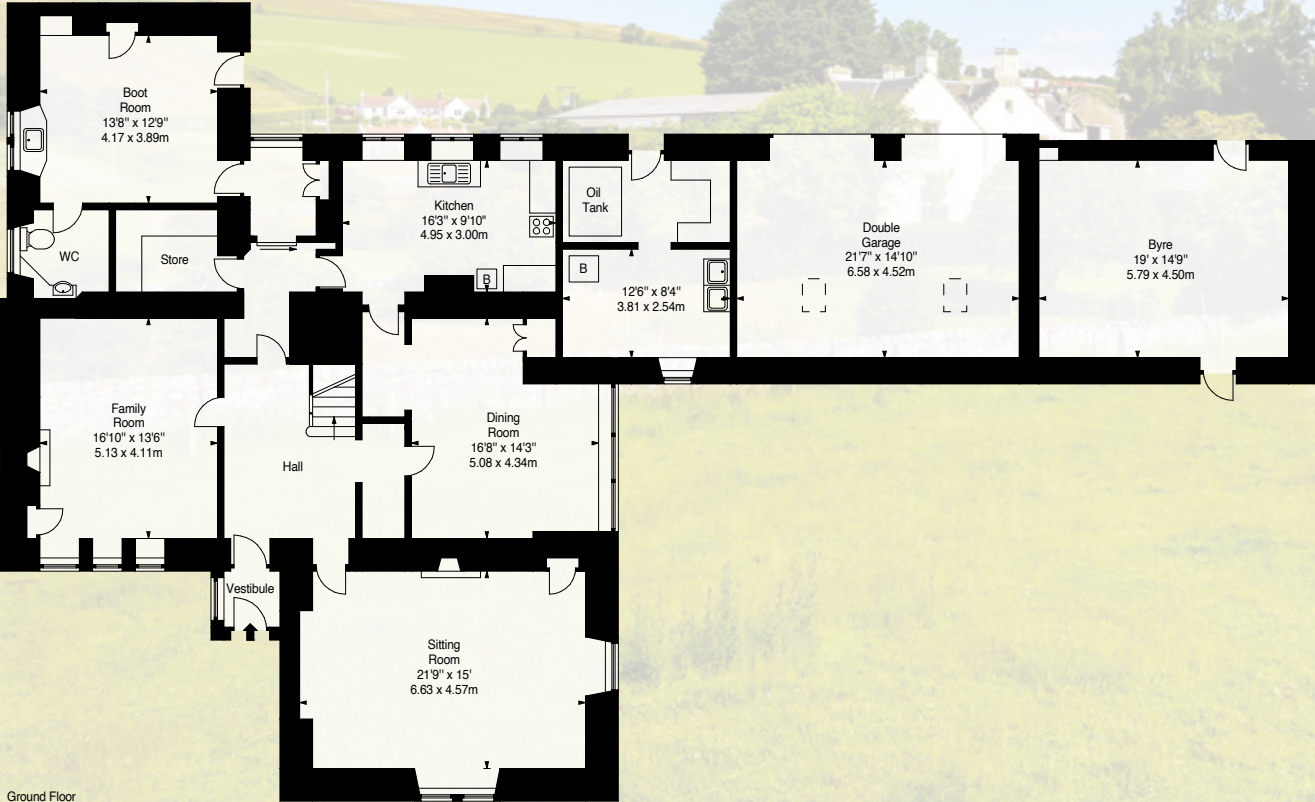 Boot
Room
13'8" x 12'9"
4.17 x 3.89m
WC
Store
Kitchen
16'3" x 9'10"
4.95 x 3.00m
B
Oil
Tank
B
12'6" x 8'4"
3.81 x 2.54m
Double
Garage
21'7" x 14'10"
6.58 x 4.52m
Byre
19' x 14'9"
5.79 x 4.50m
Family
Room
16'10" x 13'6"
5.13 x 4.11m
Hall
Dining
Room
16'8" x 14'3"
5.08 x 4.34m
Vestibule
Sitting
Room
21'9" x 15'
6.63 x 4.57m
Ground Floor